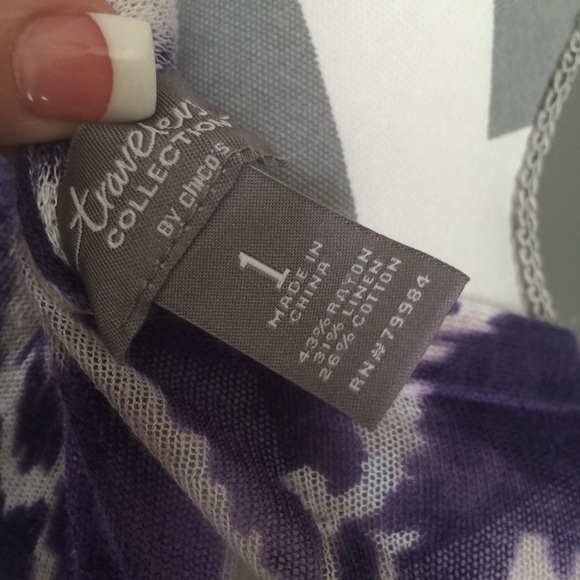 travelers
COLLECTION
BY CHICO'S
1
MADE IN
CHINA
43% RAYON
31% LINEN
26% COTTON
RN# 79984